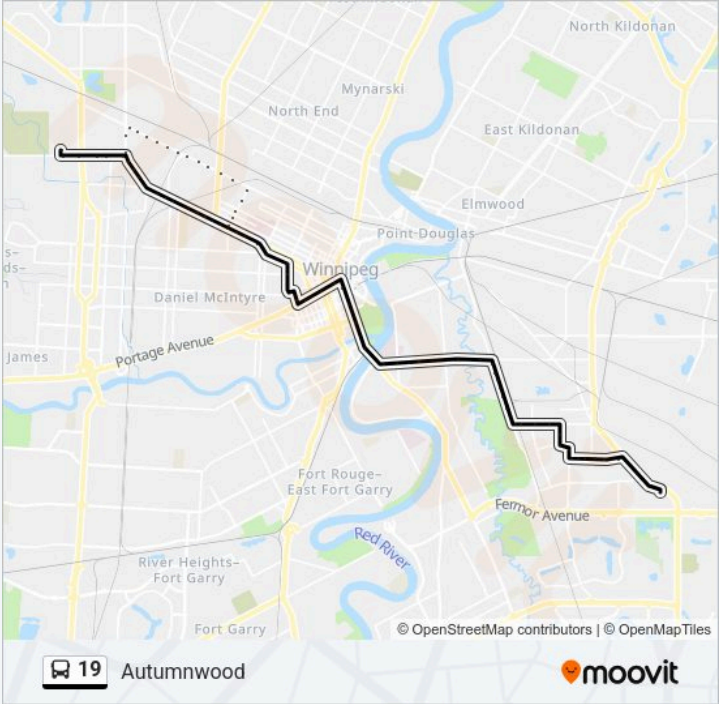 North Kildonan
Mynarski
North End
East Kildonan
Elmwood
Point Douglas
s–
ds–
n
Winnipeg
Daniel McIntyre
Portage Avenue
James
Fort Rouge–
East Fort Garry
Fermor Avenue
Red River
River Heights–
Fort Garry
Fort Garry
© OpenStreetMap contributors | © OpenMapTiles
19 Autumnwood
moovit